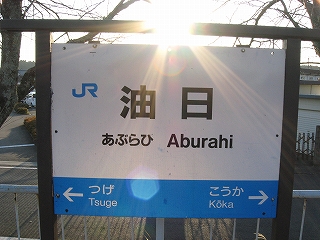 JR 油日
あぶらひ Aburahi
← つげ こうか →
Tsuge Kōka